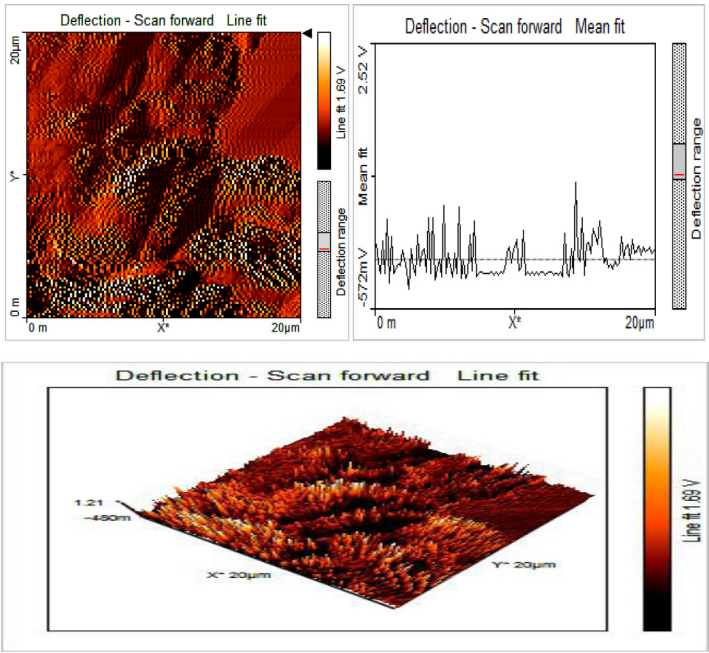 Deflection - Scan forward Line fit
20µm
Y*
0 m
0 m
X*
20µm
Line fit 1.69 V
Deflection range
Deflection - Scan forward Mean fit
2.52 V
Mean fit
-572mV
0 m
X*
20µm
Deflection range
Deflection - Scan forward Line fit
1.21
-480m
X* 20µm
Y* 20µm
Line fit 1.69 V